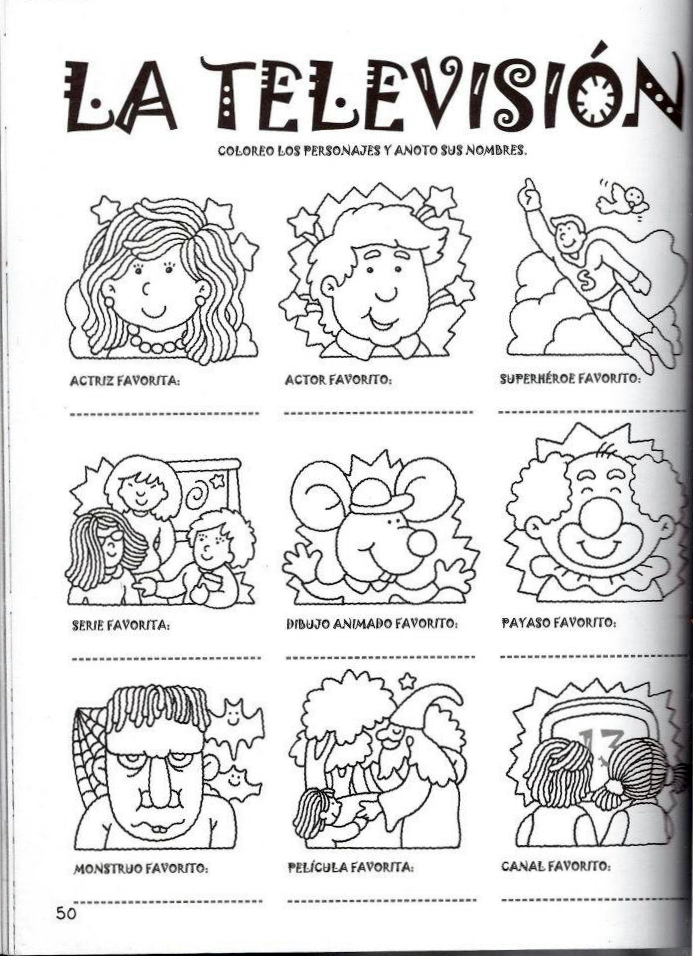 LA TELEVISIÓN
COLOREO LOS PERSONAJES Y ANOTO SUS NOMBRES.
S
ACTRIZ FAVORITA:
ACTOR FAVORITO:
SUPERHÉROE FAVORITO:
SERIE FAVORITA:
DIBUJO ANIMADO FAVORITO:
PAYASO FAVORITO:
13
MONSTRUO FAVORITO:
PELÍCULA FAVORITA:
CANAL FAVORITO:
50